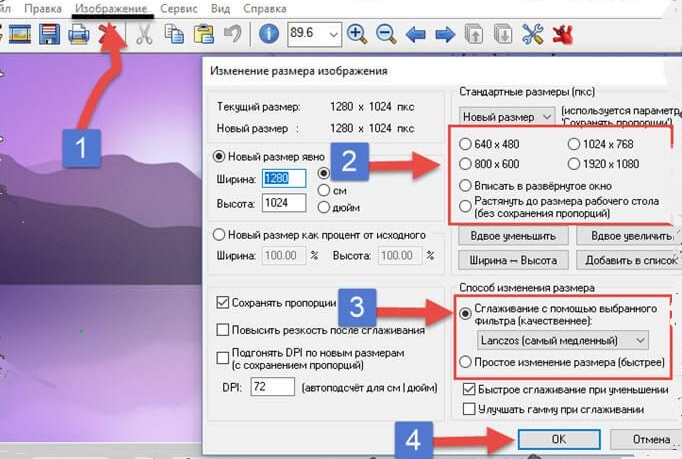 Правка Изображение Сервис Вид Справка
89.6
1
Изменение размера изображения
Текущий размер: 1280 x 1024 пкс
Новый размер : 1280 x 1024 пкс
Новый размер явно
Ширина: 1280
см
Высота: 1024
дюйм
Новый размер как процент от исходного
Ширина: 100.00 % Высота: 100.00 %
Сохранять пропорции
Повысить резкость после сглаживания
Подгонять DPI по новым размерам
(с сохранением пропорций)
DPI: 72 (автоподсчёт для см | дюйм)
Стандартные размеры (пкс)
Новый размер (используется параметр
'Сохранять пропорции')
2
640 x 480 1024 x 768
800 x 600 1920 x 1080
Вписать в развёрнутое окно
Растянуть до размера рабочего стола
(без сохранения пропорций)
Вдвое уменьшить Вдвое увеличить
Ширина ↔ Высота Добавить в список
Способ изменения размера
3
Сглаживание с помощью выбранного
фильтра (качественнее):
Lanczos (самый медленный)
Простое изменение размера (быстрее)
Быстрое сглаживание при уменьшении
Улучшать гамму при сглаживании
4
OK Отмена